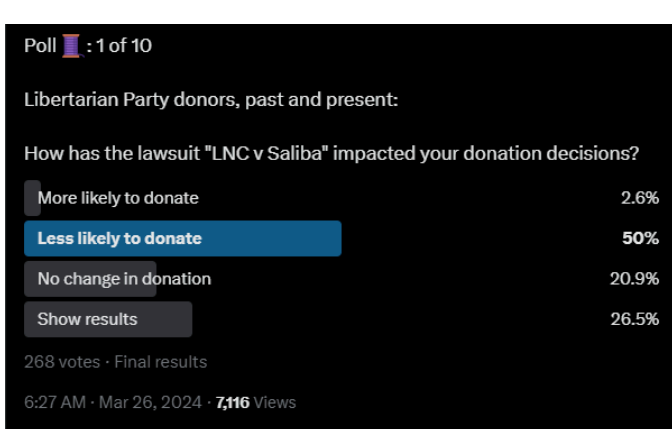 Poll 🧵 : 1 of 10
Libertarian Party donors, past and present:
How has the lawsuit "LNC v Saliba" impacted your donation decisions?
More likely to donate 2.6%
Less likely to donate 50%
No change in donation 20.9%
Show results 26.5%
268 votes · Final results
6:27 AM · Mar 26, 2024 · 7,116 Views